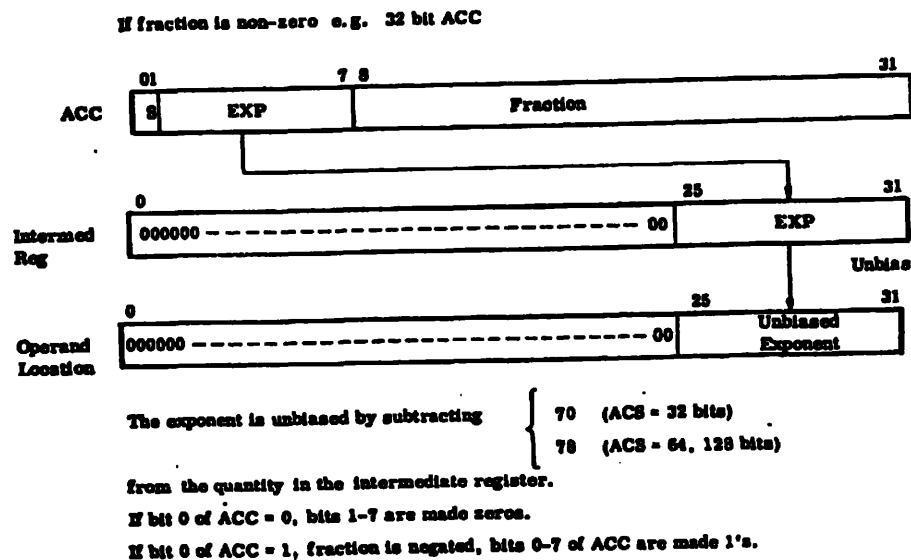 If fraction is non-zero e.g. 32 bit ACC
01 7 8 31
ACC S EXP Fraction
0 25 31
Intermed Reg 000000 ------------------------------ 00 EXP
Unbias
0 25 31
Operand Location 000000 ------------------------------ 00 Unbiased Exponent
The exponent is unbiased by subtracting
70 (ACS = 32 bits)
78 (ACS = 64, 128 bits)
from the quantity in the intermediate register.
If bit 0 of ACC = 0, bits 1-7 are made zeros.
If bit 0 of ACC = 1, fraction is negated, bits 0-7 of ACC are made 1's.